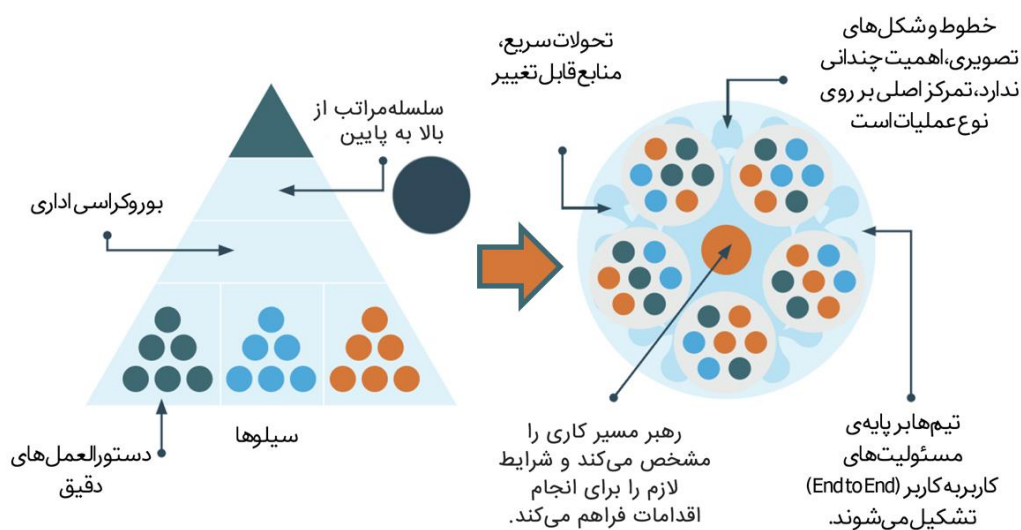 خطوط و شکل‌های
تصویری، اهمیت چندانی
ندارد، تمرکز اصلی بر روی
نوع عملیات است
تحولات سریع،
منابع قابل تغییر
سلسله‌مراتب از
بالا به پایین
بوروکراسی اداری
سیلوها
دستورالعمل‌های
دقیق
رهبر مسیر کاری را
مشخص می‌کند و شرایط
لازم را برای انجام
اقدامات فراهم می‌کند.
تیم‌ها بر پایه‌ی
مسئولیت‌های
کاربر به کاربر (End to End)
تشکیل می‌شوند.